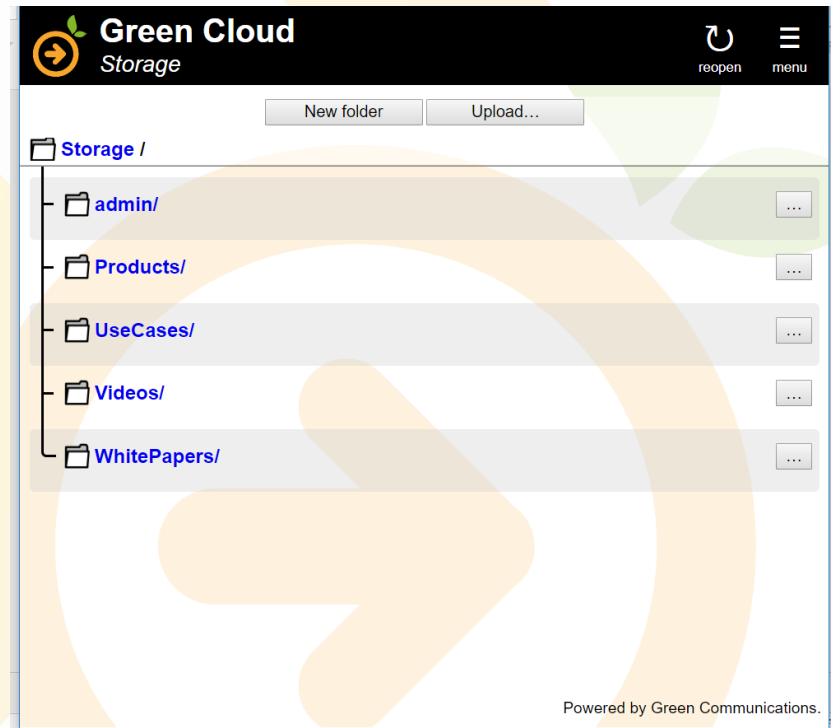 Green Cloud
Storage
reopen
menu
New folder
Upload...
Storage /
admin/
...
Products/
...
UseCases/
...
Videos/
...
WhitePapers/
...
Powered by Green Communications.